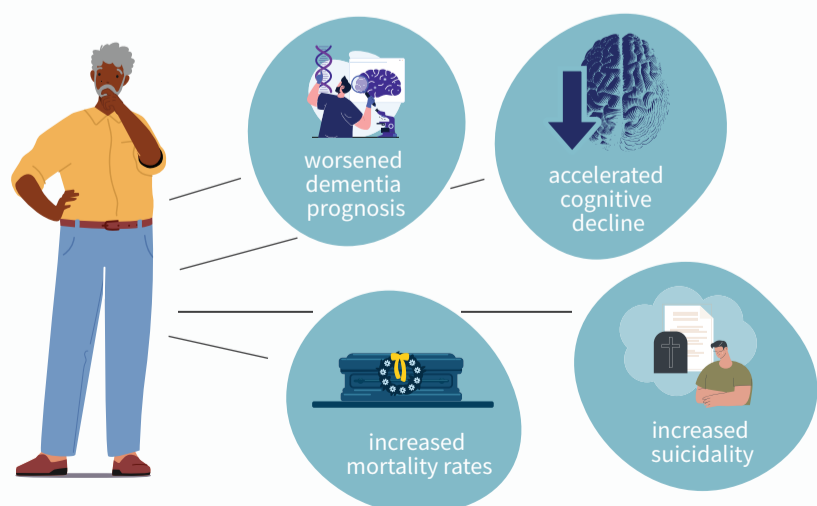 worsened
dementia
prognosis
accelerated
cognitive
decline
increased
mortality rates
increased
suicidality